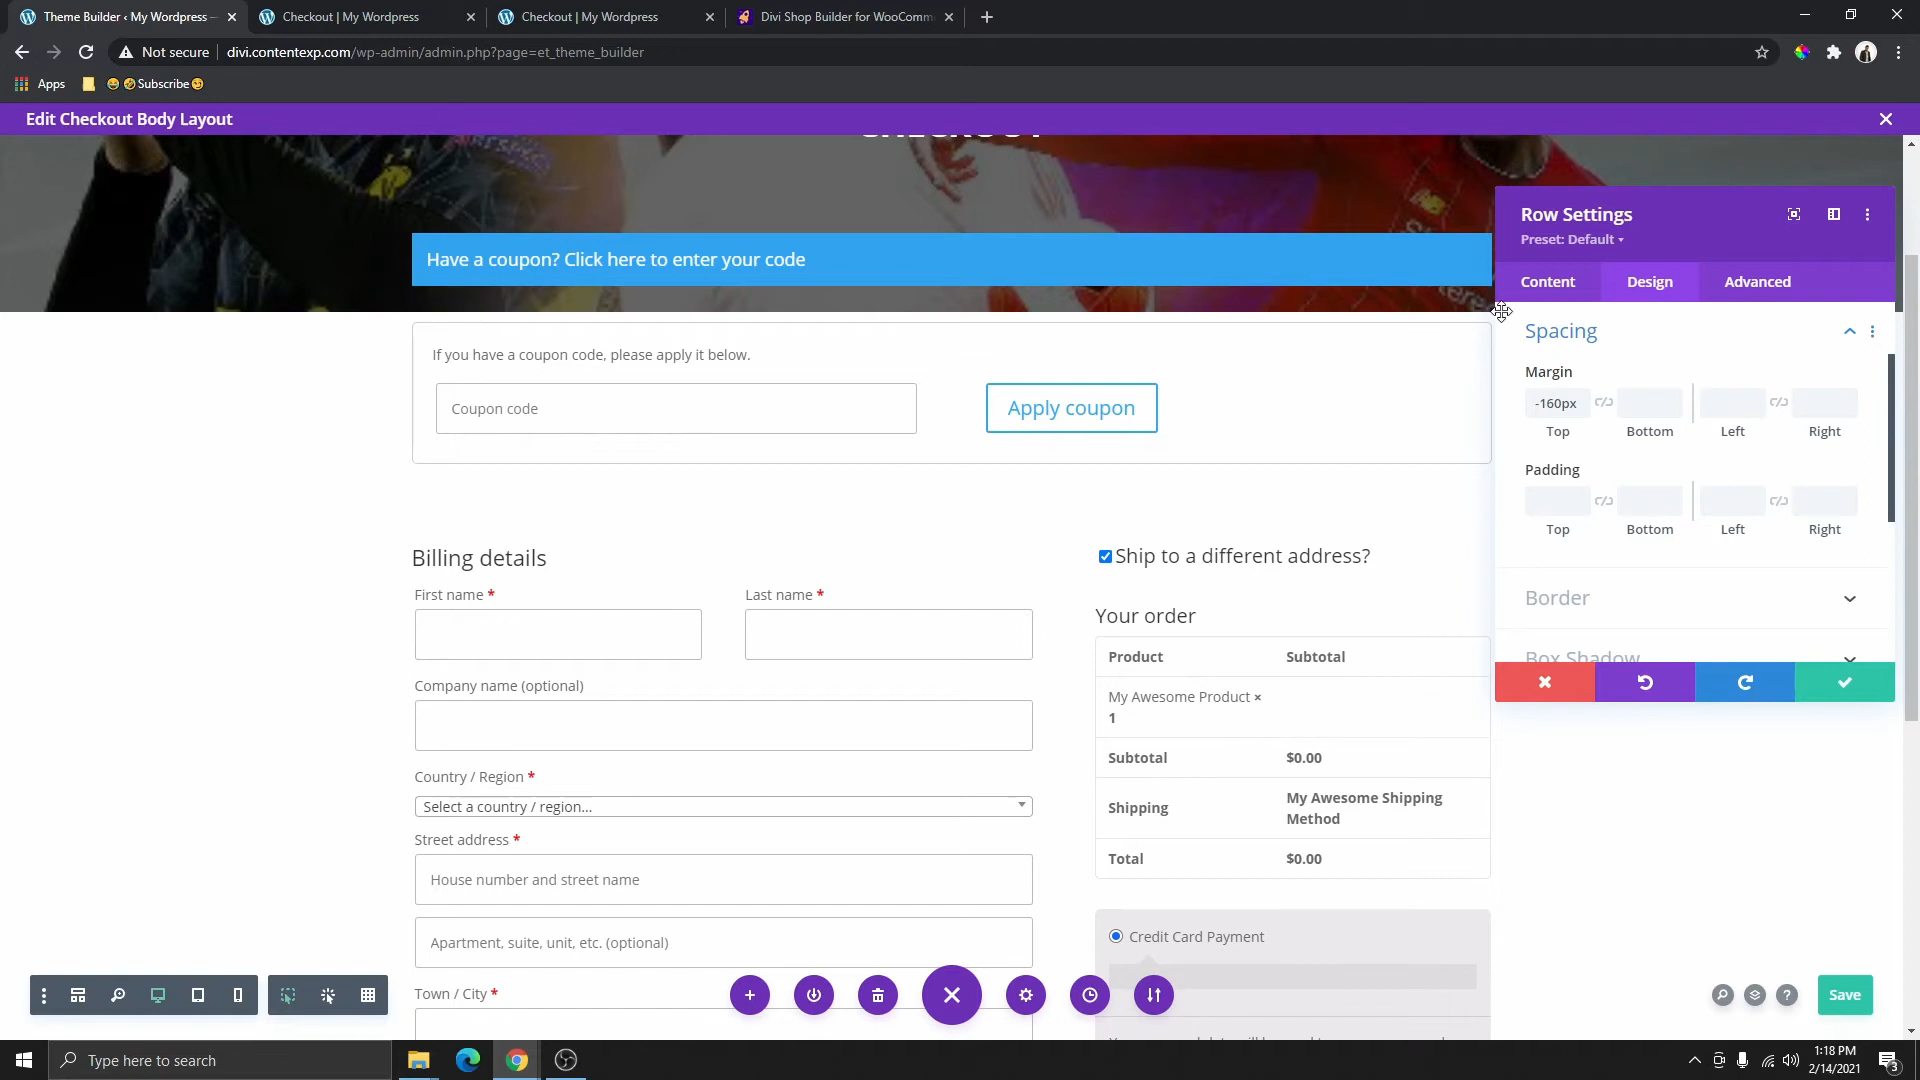 Theme Builder ‹ My Wordpress —
Checkout | My Wordpress
Checkout | My Wordpress
Divi Shop Builder for WooComm
Not secure
divi.contentexp.com/wp-admin/admin.php?page=et_theme_builder
Apps
😂🤣Subscribe😏
Edit Checkout Body Layout
CHECKOUT
Have a coupon? Click here to enter your code
If you have a coupon code, please apply it below.
Coupon code
Apply coupon
Billing details
First name *
Last name *
Company name (optional)
Country / Region *
Select a country / region...
Street address *
House number and street name
Apartment, suite, unit, etc. (optional)
Town / City *
Ship to a different address?
Your order
Product
Subtotal
My Awesome Product ×
1
Subtotal
$0.00
Shipping
My Awesome Shipping
Method
Total
$0.00
Credit Card Payment
Row Settings
Preset: Default
Content
Design
Advanced
Spacing
Margin
-160px
Top
Bottom
Left
Right
Padding
Top
Bottom
Left
Right
Border
Box Shadow
Save
Type here to search
1:18 PM
2/14/2021
3